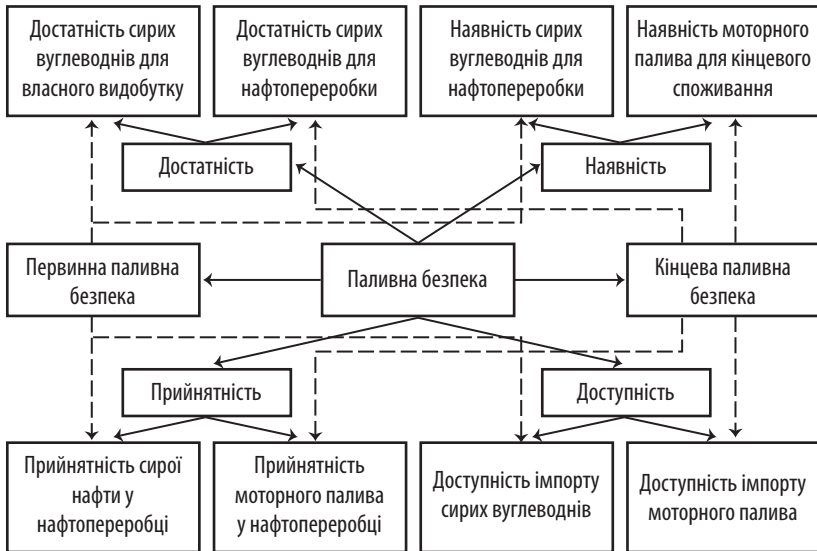 Достатність сирих
вуглеводнів для
власного видобутку
Достатність сирих
вуглеводнів для
нафтопереробки
Наявність сирих
вуглеводнів для
нафтопереробки
Наявність моторного
палива для кінцевого
споживання
Достатність
Наявність
Первинна паливна
безпека
Паливна безпека
Кінцева паливна
безпека
Прийнятність
Доступність
Прийнятність сирої
нафти у
нафтопереробці
Прийнятність
моторного палива
у нафтопереробці
Доступність імпорту
сирих вуглеводнів
Доступність імпорту
моторного палива